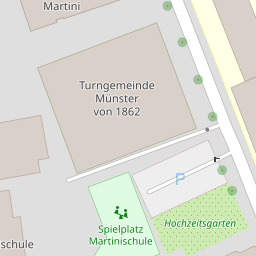 Martini
Turngemeinde
Münster
von 1862
P
Hochzeitsgarten
Spielplatz
Martinischule
schule